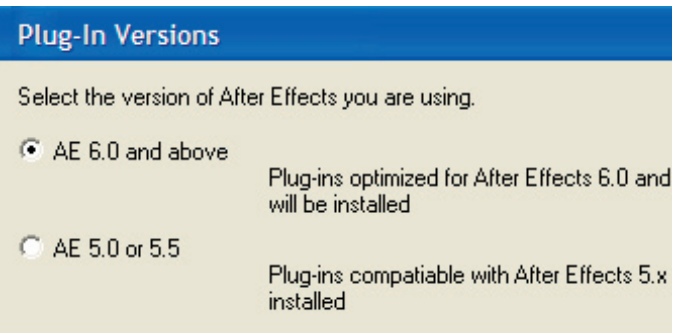 Plug-In Versions
Select the version of After Effects you are using.
AE 6.0 and above
Plug-ins optimized for After Effects 6.0 and
will be installed
AE 5.0 or 5.5
Plug-ins compatiable with After Effects 5.x
installed